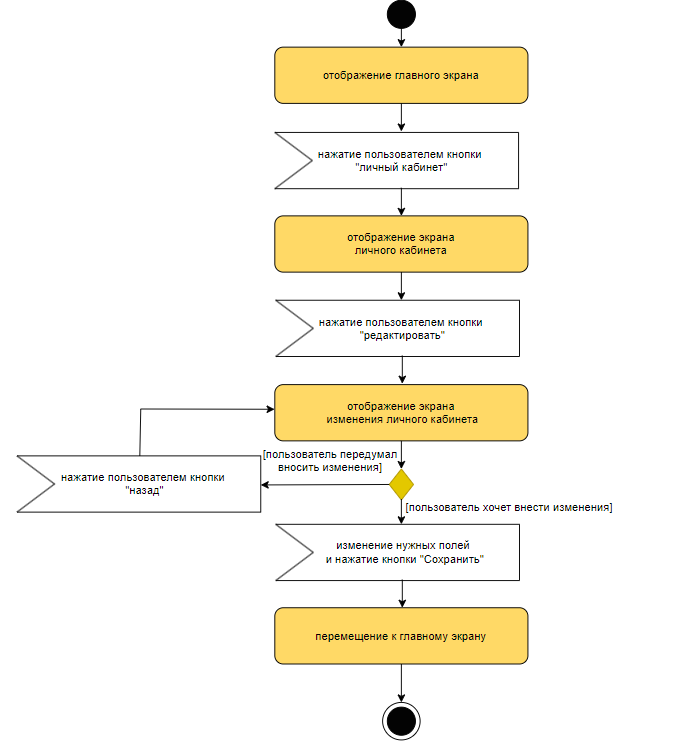 отображение главного экрана
нажатие пользователем кнопки
"личный кабинет"
отображение экрана
личного кабинета
нажатие пользователем кнопки
"редактировать"
отображение экрана
изменения личного кабинета
[пользователь передумал
вносить изменения]
нажатие пользователем кнопки
"назад"
[пользователь хочет внести изменения]
изменение нужных полей
и нажатие кнопки "Сохранить"
перемещение к главному экрану